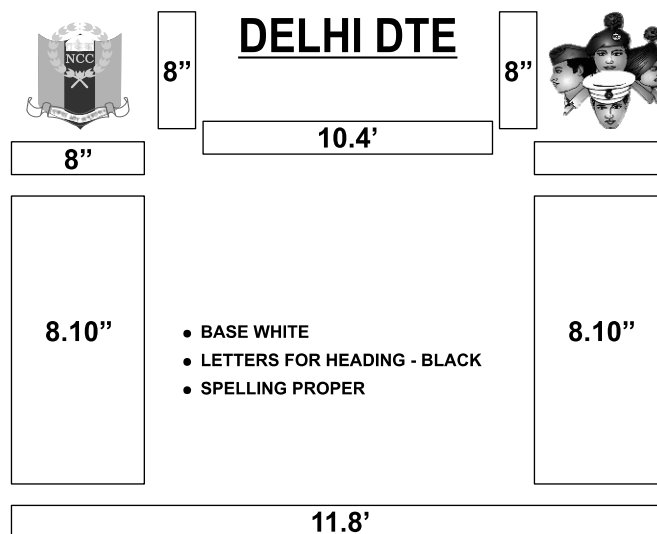 DELHI DTE
NCC
8”
8”
10.4’
8”
8.10”
8.10”
● BASE WHITE
● LETTERS FOR HEADING - BLACK
● SPELLING PROPER
11.8’